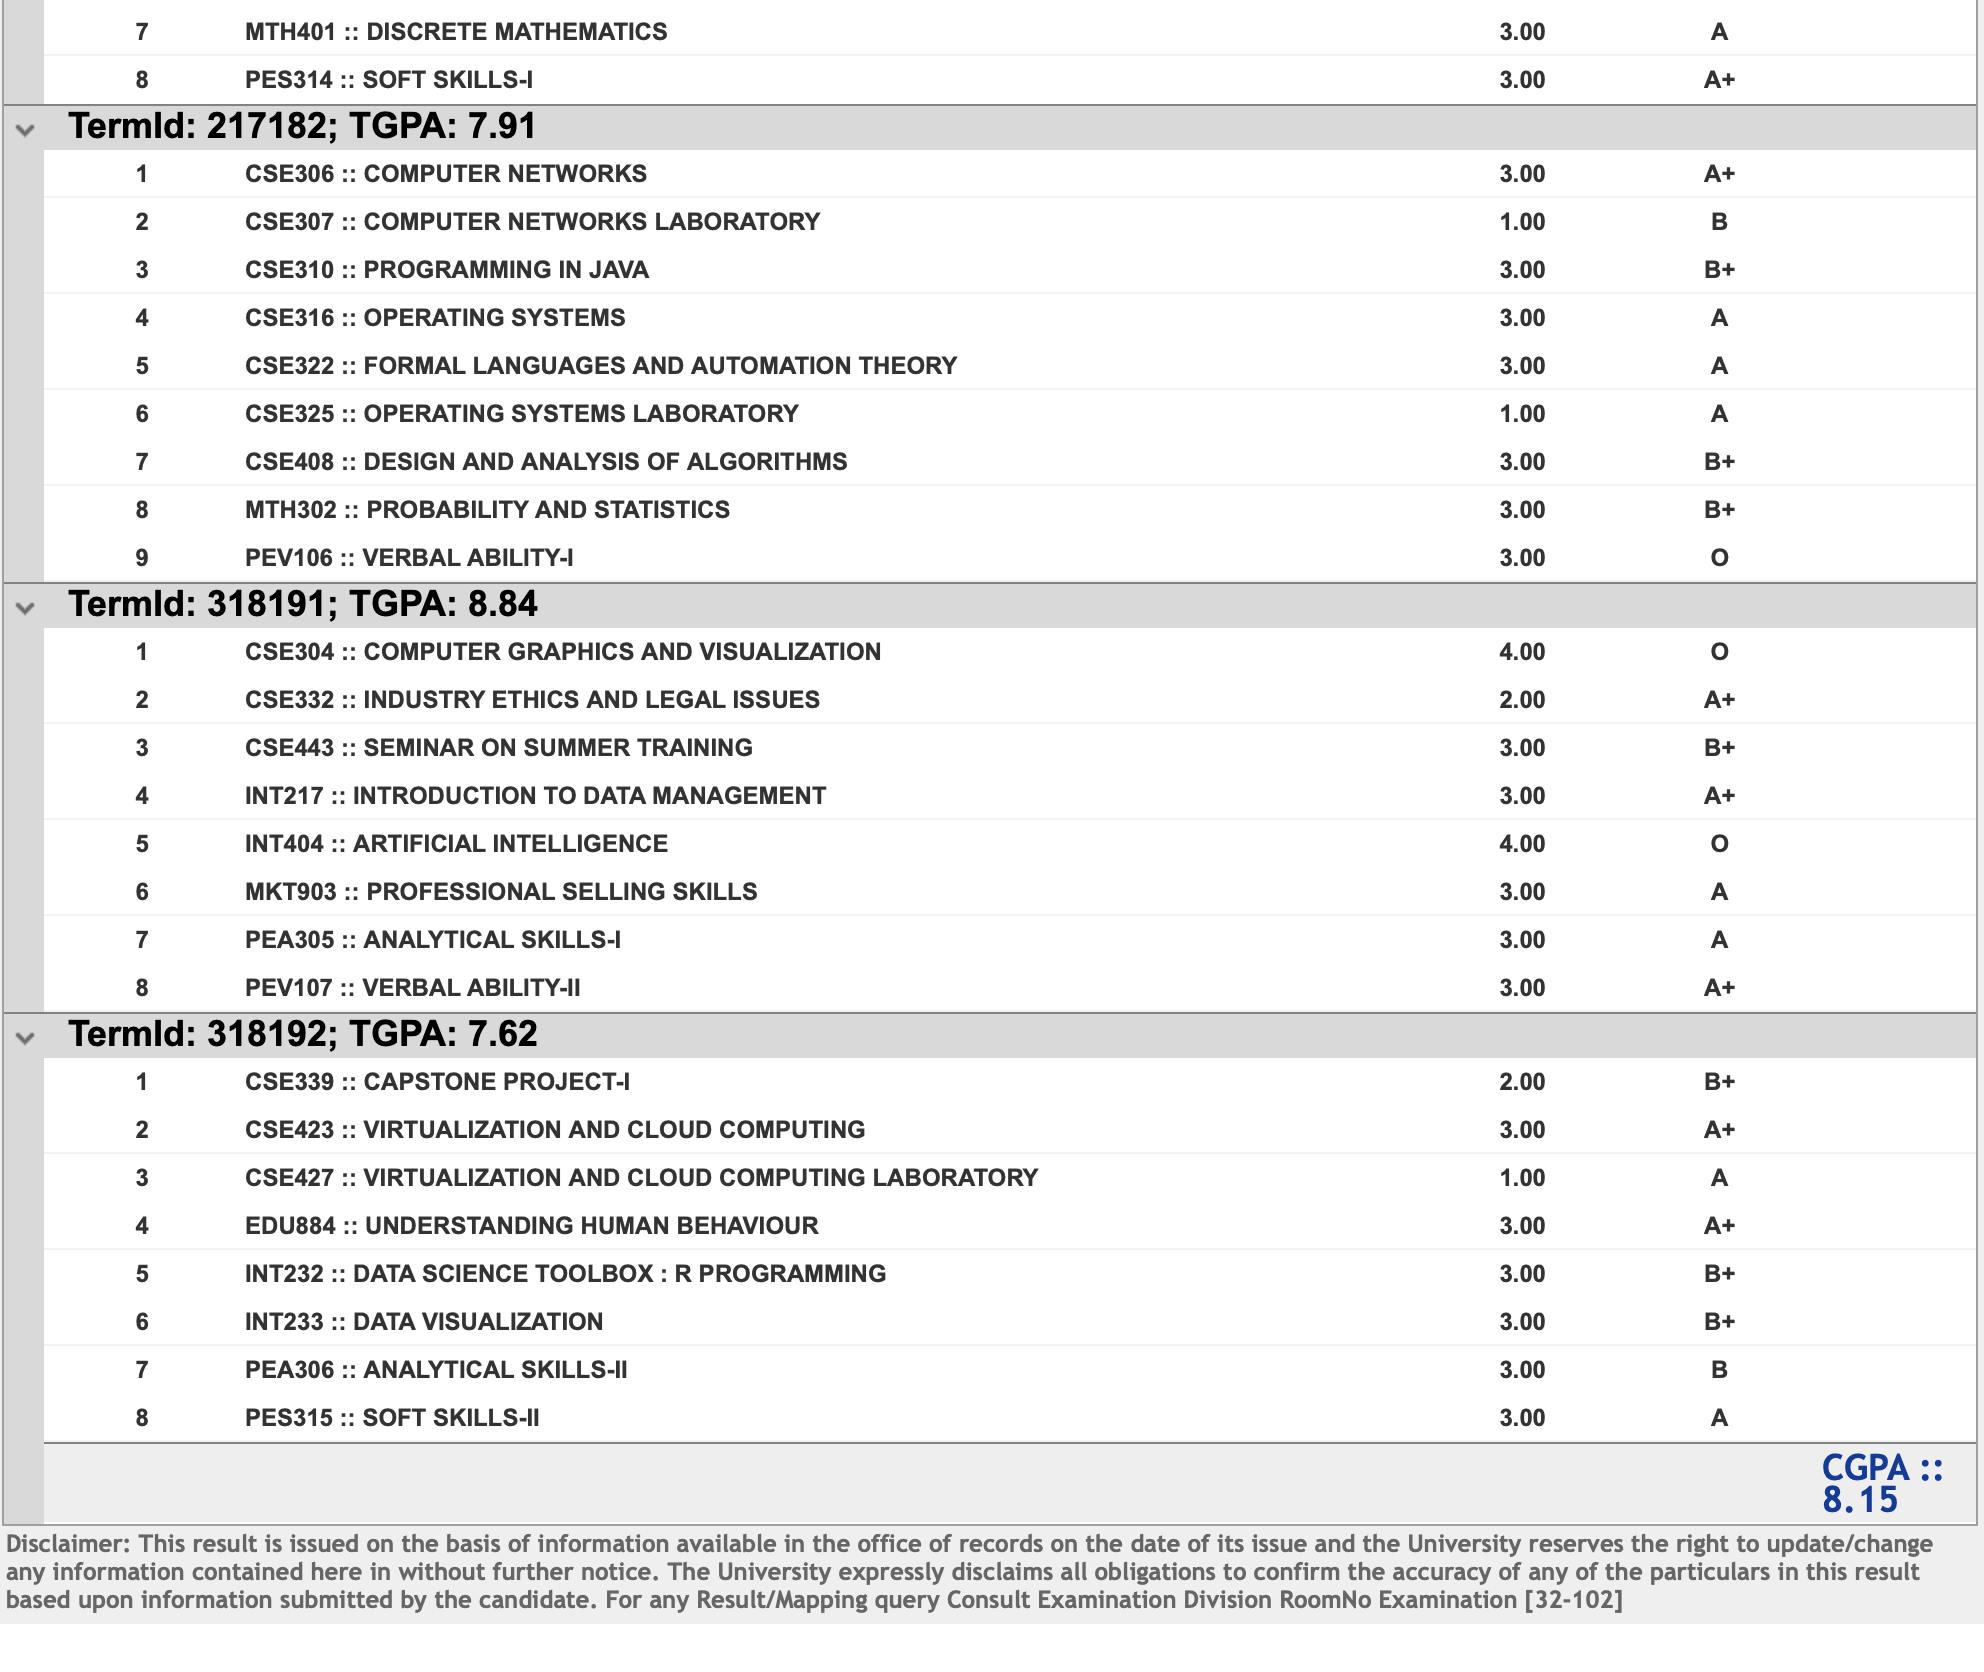 7 MTH401 :: DISCRETE MATHEMATICS 3.00 A
8 PES314 :: SOFT SKILLS-I 3.00 A+
TermId: 217182; TGPA: 7.91
1 CSE306 :: COMPUTER NETWORKS 3.00 A+
2 CSE307 :: COMPUTER NETWORKS LABORATORY 1.00 B
3 CSE310 :: PROGRAMMING IN JAVA 3.00 B+
4 CSE316 :: OPERATING SYSTEMS 3.00 A
5 CSE322 :: FORMAL LANGUAGES AND AUTOMATION THEORY 3.00 A
6 CSE325 :: OPERATING SYSTEMS LABORATORY 1.00 A
7 CSE408 :: DESIGN AND ANALYSIS OF ALGORITHMS 3.00 B+
8 MTH302 :: PROBABILITY AND STATISTICS 3.00 B+
9 PEV106 :: VERBAL ABILITY-I 3.00 O
TermId: 318191; TGPA: 8.84
1 CSE304 :: COMPUTER GRAPHICS AND VISUALIZATION 4.00 O
2 CSE332 :: INDUSTRY ETHICS AND LEGAL ISSUES 2.00 A+
3 CSE443 :: SEMINAR ON SUMMER TRAINING 3.00 B+
4 INT217 :: INTRODUCTION TO DATA MANAGEMENT 3.00 A+
5 INT404 :: ARTIFICIAL INTELLIGENCE 4.00 O
6 MKT903 :: PROFESSIONAL SELLING SKILLS 3.00 A
7 PEA305 :: ANALYTICAL SKILLS-I 3.00 A
8 PEV107 :: VERBAL ABILITY-II 3.00 A+
TermId: 318192; TGPA: 7.62
1 CSE339 :: CAPSTONE PROJECT-I 2.00 B+
2 CSE423 :: VIRTUALIZATION AND CLOUD COMPUTING 3.00 A+
3 CSE427 :: VIRTUALIZATION AND CLOUD COMPUTING LABORATORY 1.00 A
4 EDU884 :: UNDERSTANDING HUMAN BEHAVIOUR 3.00 A+
5 INT232 :: DATA SCIENCE TOOLBOX : R PROGRAMMING 3.00 B+
6 INT233 :: DATA VISUALIZATION 3.00 B+
7 PEA306 :: ANALYTICAL SKILLS-II 3.00 B
8 PES315 :: SOFT SKILLS-II 3.00 A
CGPA ::
8.15
Disclaimer: This result is issued on the basis of information available in the office of records on the date of its issue and the University reserves the right to update/change
any information contained here in without further notice. The University expressly disclaims all obligations to confirm the accuracy of any of the particulars in this result
based upon information submitted by the candidate. For any Result/Mapping query Consult Examination Division RoomNo Examination [32-102]